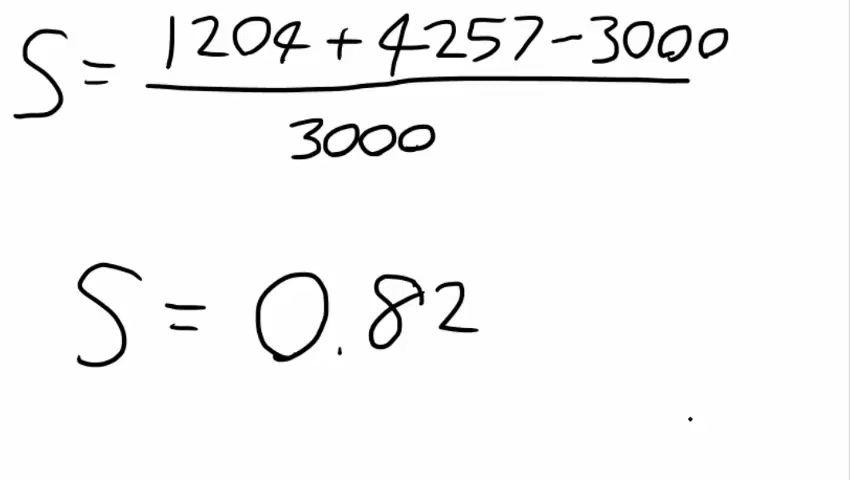 S = 1204 + 4257 - 3000
3000
S = 0.82